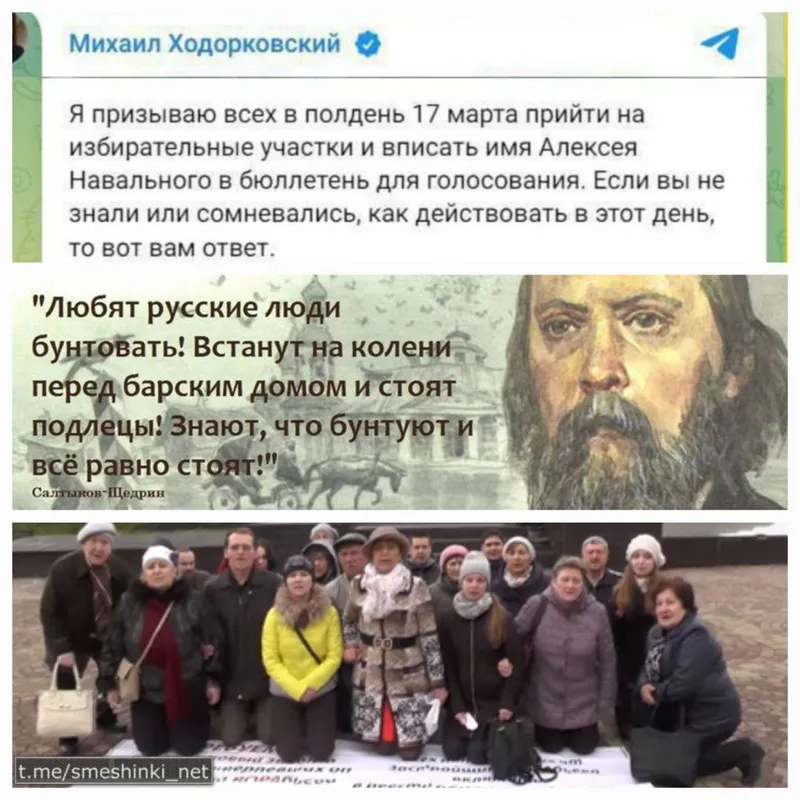 Михаил Ходорковский
Я призываю всех в полдень 17 марта прийти на
избирательные участки и вписать имя Алексея
Навального в бюллетень для голосования. Если вы не
знали или сомневались, как действовать в этот день,
то вот вам ответ.
"Любят русские люди
бунтовать! Встанут на колени
перед барским домом и стоят
подлецы! Знают, что бунтуют и
всё равно стоят!"
Салтыков-Щедрин
t.me/smeshinki_net